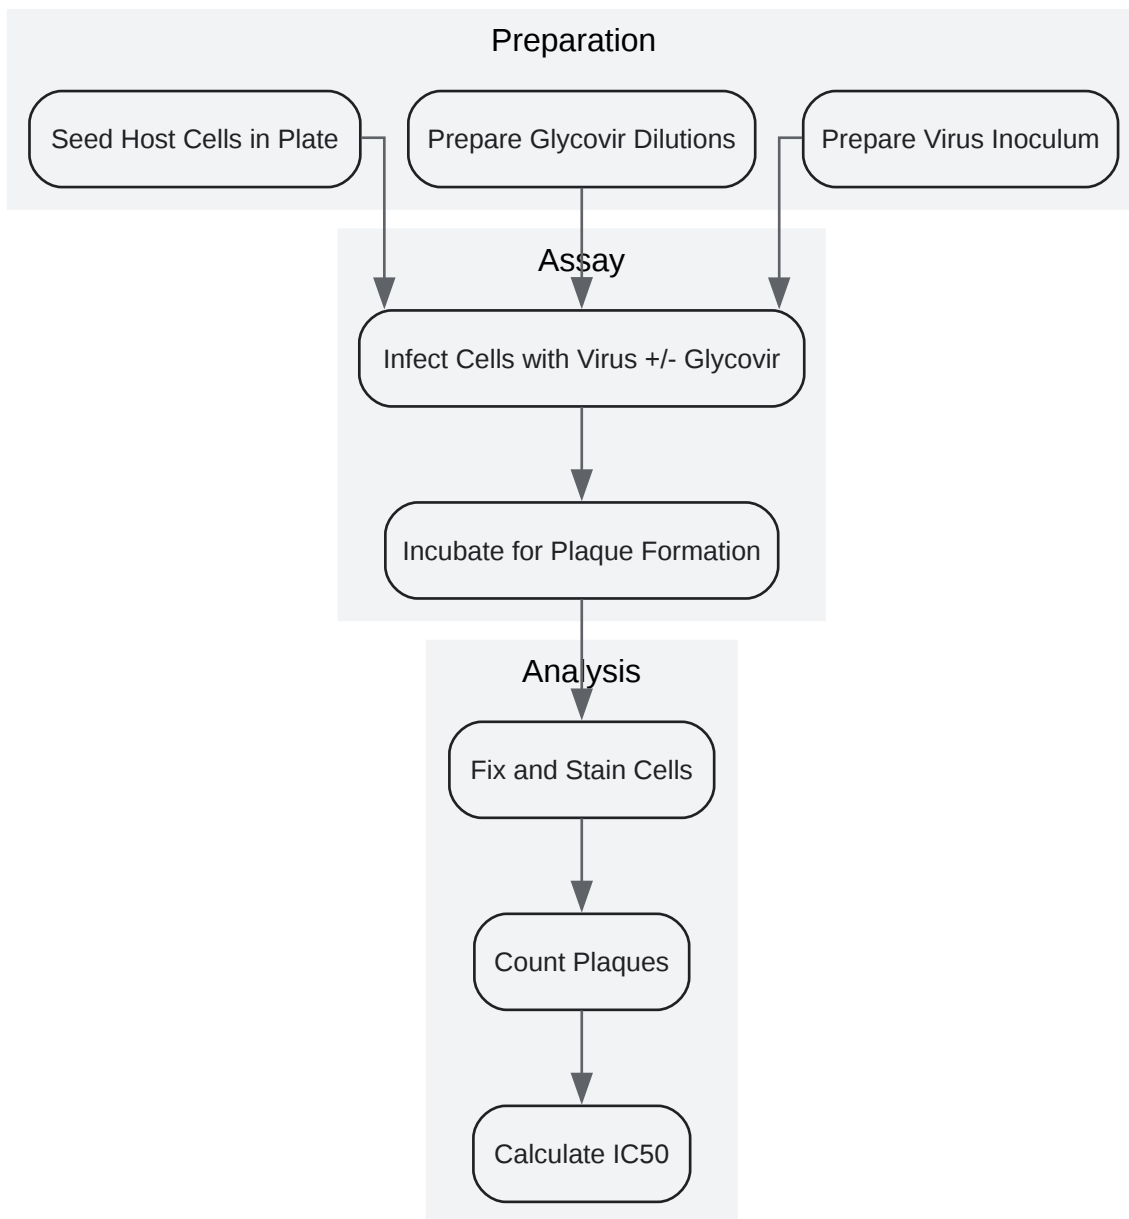 Preparation
Seed Host Cells in Plate
Prepare Glycovir Dilutions
Prepare Virus Inoculum
Assay
Infect Cells with Virus +/- Glycovir
Incubate for Plaque Formation
Analysis
Fix and Stain Cells
Count Plaques
Calculate IC50